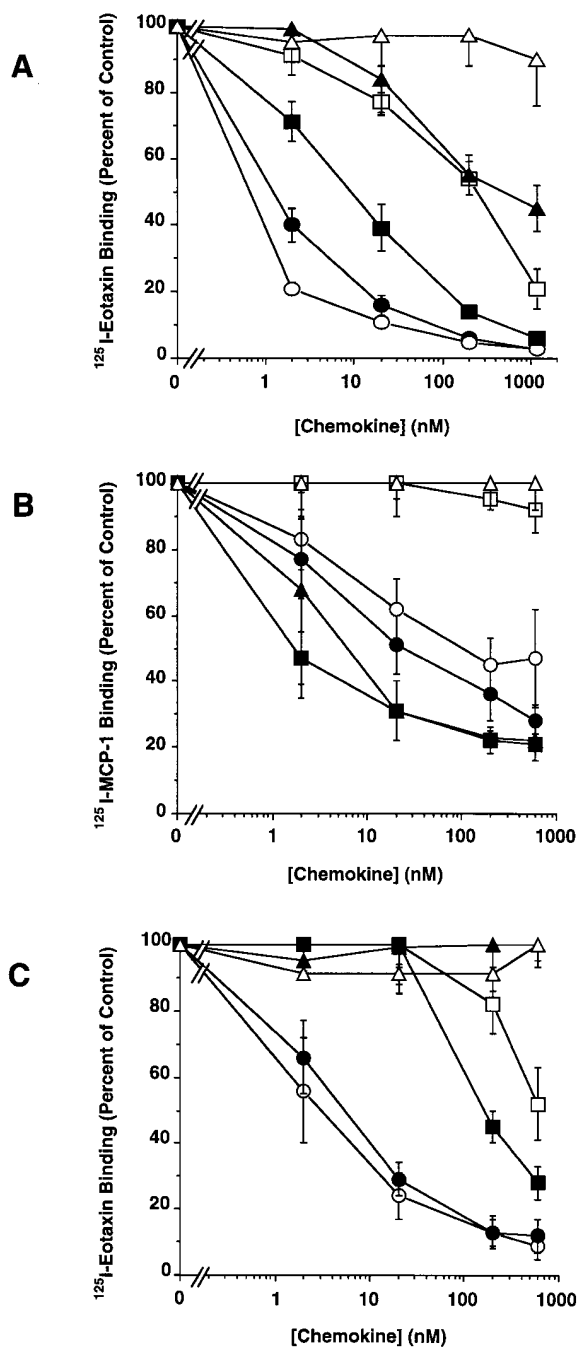 A
¹²⁵I-Eotaxin Binding (Percent of Control)
100
80
60
40
20
0
0 1 10 100 1000
[Chemokine] (nM)
B
¹²⁵I-MCP-1 Binding (Percent of Control)
100
80
60
40
20
0
0 1 10 100 1000
[Chemokine] (nM)
C
¹²⁵I-Eotaxin Binding (Percent of Control)
100
80
60
40
20
0
0 1 10 100 1000
[Chemokine] (nM)